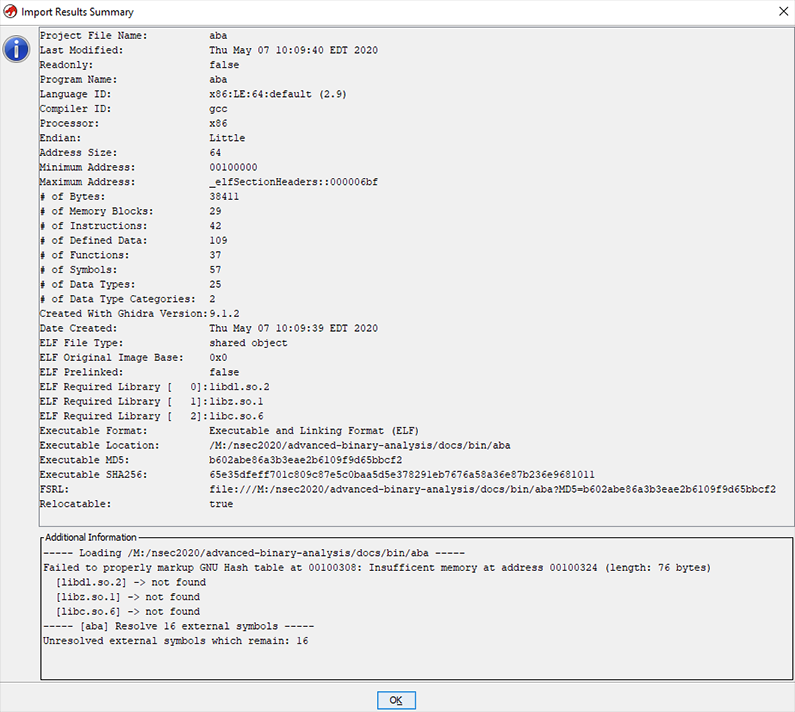 Import Results Summary
Project File Name: aba
Last Modified: Thu May 07 10:09:40 EDT 2020
Readonly: false
Program Name: aba
Language ID: x86:LE:64:default (2.9)
Compiler ID: gcc
Processor: x86
Endian: Little
Address Size: 64
Minimum Address: 00100000
Maximum Address: _elfSectionHeaders::000006bf
# of Bytes: 38411
# of Memory Blocks: 29
# of Instructions: 42
# of Defined Data: 109
# of Functions: 37
# of Symbols: 57
# of Data Types: 25
# of Data Type Categories: 2
Created With Ghidra Version: 9.1.2
Date Created: Thu May 07 10:09:39 EDT 2020
ELF File Type: shared object
ELF Original Image Base: 0x0
ELF Prelinked: false
ELF Required Library [ 0]: libdl.so.2
ELF Required Library [ 1]: libz.so.1
ELF Required Library [ 2]: libc.so.6
Executable Format: Executable and Linking Format (ELF)
Executable Location: /M:/nsec2020/advanced-binary-analysis/docs/bin/aba
Executable MD5: b602abe86a3b3eae2b6109f9d65bbcf2
Executable SHA256: 65e35dfeff701c809c87e5c0baa5d5e378291eb7676a58a36e87b236e9681011
FSRL: file:///M:/nsec2020/advanced-binary-analysis/docs/bin/aba?MD5=b602abe86a3b3eae2b6109f9d65bbcf2
Relocatable: true
Additional Information
----- Loading /M:/nsec2020/advanced-binary-analysis/docs/bin/aba -----
Failed to properly markup GNU Hash table at 00100308: Insufficent memory at address 00100324 (length: 76 bytes)
[libdl.so.2] -> not found
[libz.so.1] -> not found
[libc.so.6] -> not found
----- [aba] Resolve 16 external symbols -----
Unresolved external symbols which remain: 16
OK